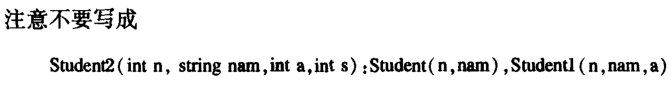 注意不要写成
Student2(int n, string nam,int a,int s):Student(n,nam),Student1(n,nam,a)